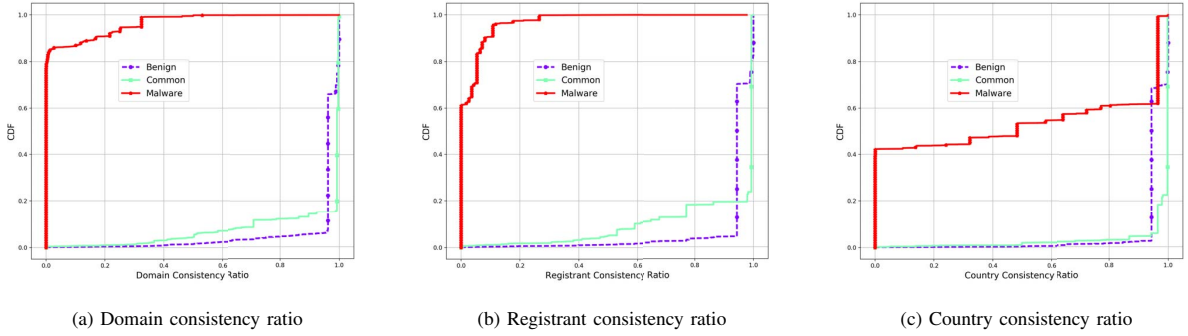 CDF
1.0
0.8
0.6
0.4
0.2
0.0
Benign
Common
Malware
0.0 0.2 0.4 0.6 0.8 1.0
Domain Consistency Ratio
(a) Domain consistency ratio
CDF
1.0
0.8
0.6
0.4
0.2
0.0
Benign
Common
Malware
0.0 0.2 0.4 0.6 0.8 1.0
Registrant Consistency Ratio
(b) Registrant consistency ratio
CDF
1.0
0.8
0.6
0.4
0.2
0.0
Benign
Common
Malware
0.0 0.2 0.4 0.6 0.8 1.0
Country Consistency Ratio
(c) Country consistency ratio